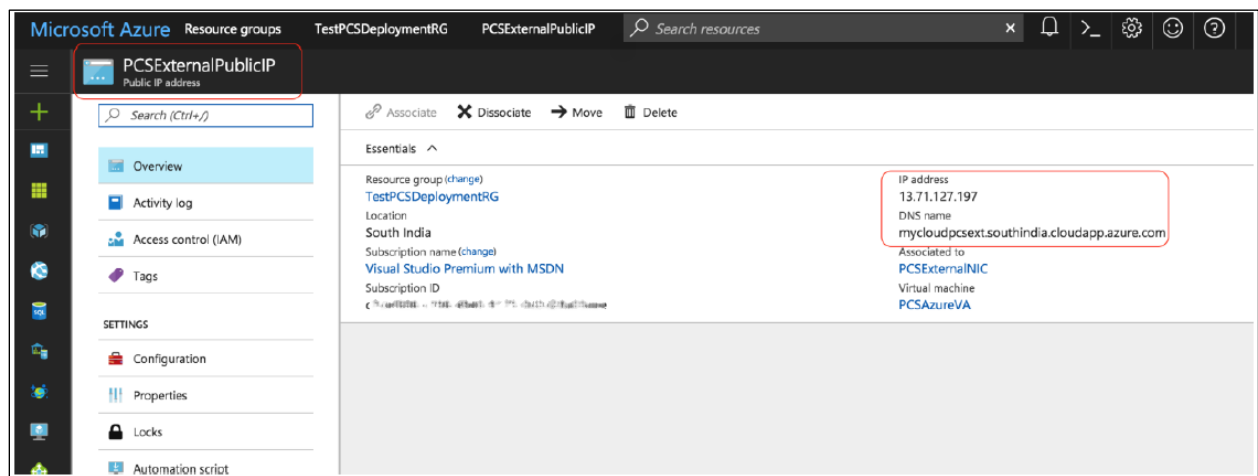 Microsoft Azure Resource groups TestPCSDeploymentRG PCSExternalPublicIP Search resources
PCSExternalPublicIP
Public IP address
Search (Ctrl+/)
Overview
Activity log
Access control (IAM)
Tags
SETTINGS
Configuration
Properties
Locks
Automation script
Associate Dissociate Move Delete
Essentials
Resource group (change)
TestPCSDeploymentRG
Location
South India
Subscription name (change)
Visual Studio Premium with MSDN
Subscription ID
IP address
13.71.127.197
DNS name
mycloudpcsext.southindia.cloudapp.azure.com
Associated to
PCSExternalNIC
Virtual machine
PCSAzureVA